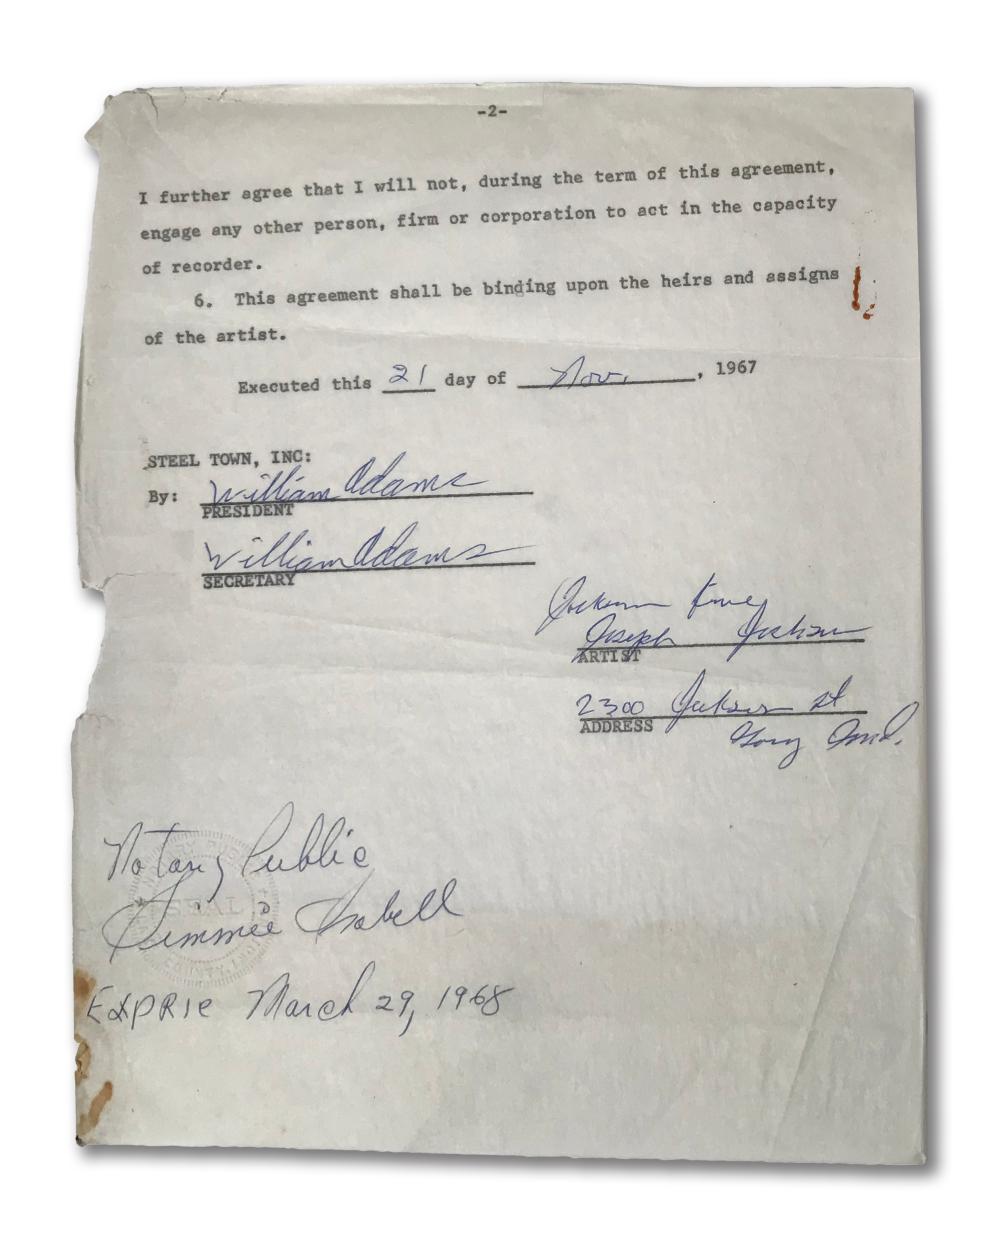 -2-
I further agree that I will not, during the term of this agreement,
engage any other person, firm or corporation to act in the capacity
of recorder.
6. This agreement shall be binding upon the heirs and assigns
of the artist.
Executed this 21 day of Nov. , 1967
STEEL TOWN, INC:
By: William Adams
PRESIDENT
William Adams
SECRETARY
Jackson five
Joseph Jackson
ARTIST
2300 Jackson st
ADDRESS
Gary Ind.
Notary Public
Jimmie Isabell
SEAL
EXPRIE March 29, 1968